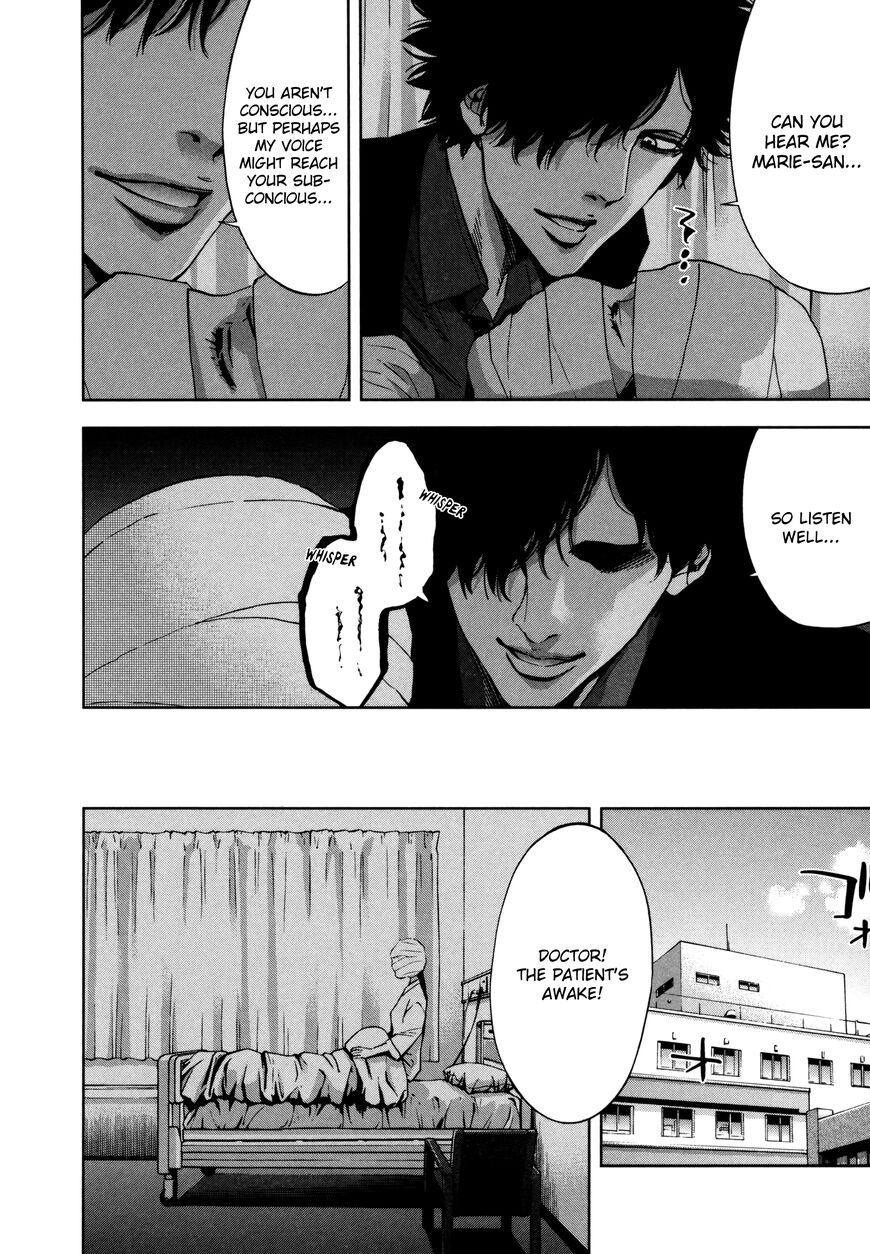 CAN YOU
HEAR ME?
MARIE-SAN...
YOU AREN'T
CONSCIOUS...
BUT PERHAPS
MY VOICE
MIGHT REACH
YOUR SUB-
CONCIOUS...
SO LISTEN
WELL...
WHISPER
WHISPER
DOCTOR!
THE PATIENT'S
AWAKE!